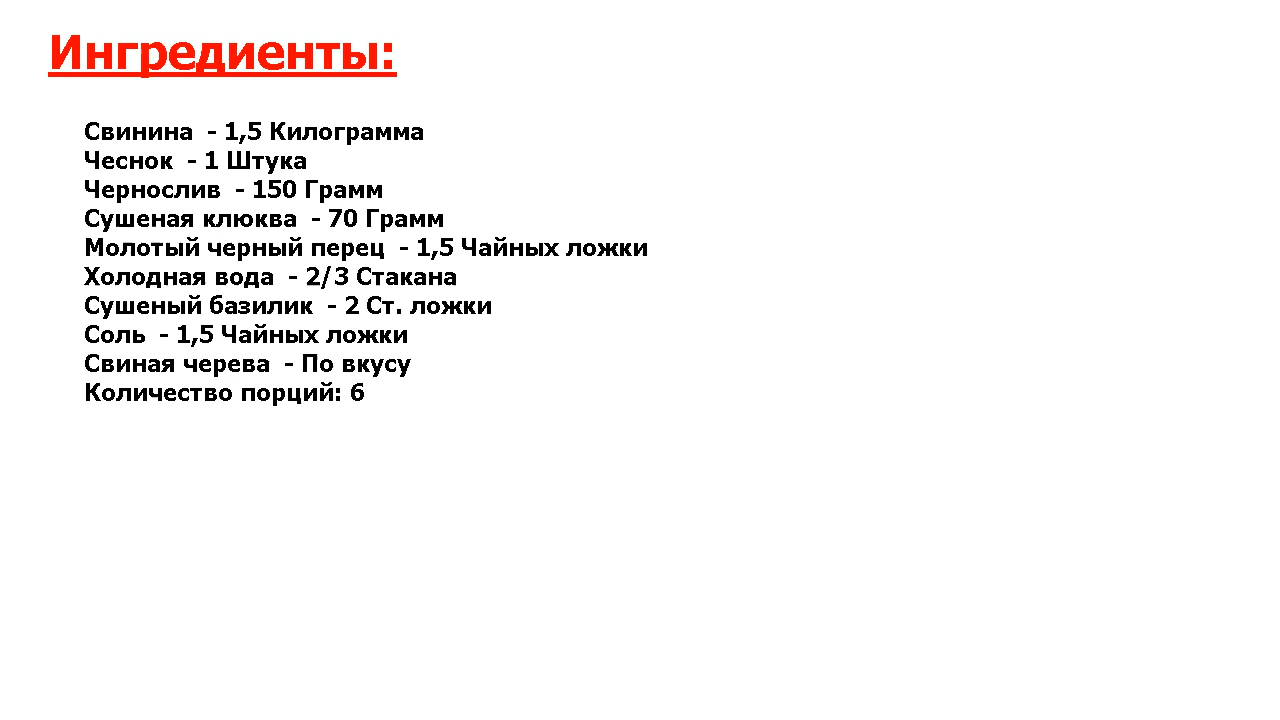 Ингредиенты:
Свинина - 1,5 Килограмма
Чеснок - 1 Штука
Чернослив - 150 Грамм
Сушеная клюква - 70 Грамм
Молотый черный перец - 1,5 Чайных ложки
Холодная вода - 2/3 Стакана
Сушеный базилик - 2 Ст. ложки
Соль - 1,5 Чайных ложки
Свиная черева - По вкусу
Количество порций: 6